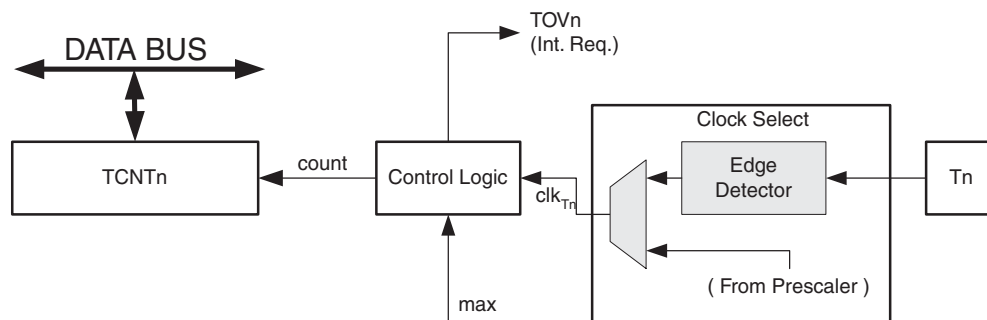 TOVn
(Int. Req.)
DATA BUS
Clock Select
TCNTn
count
Control Logic
clkTn
Edge
Detector
Tn
( From Prescaler )
max